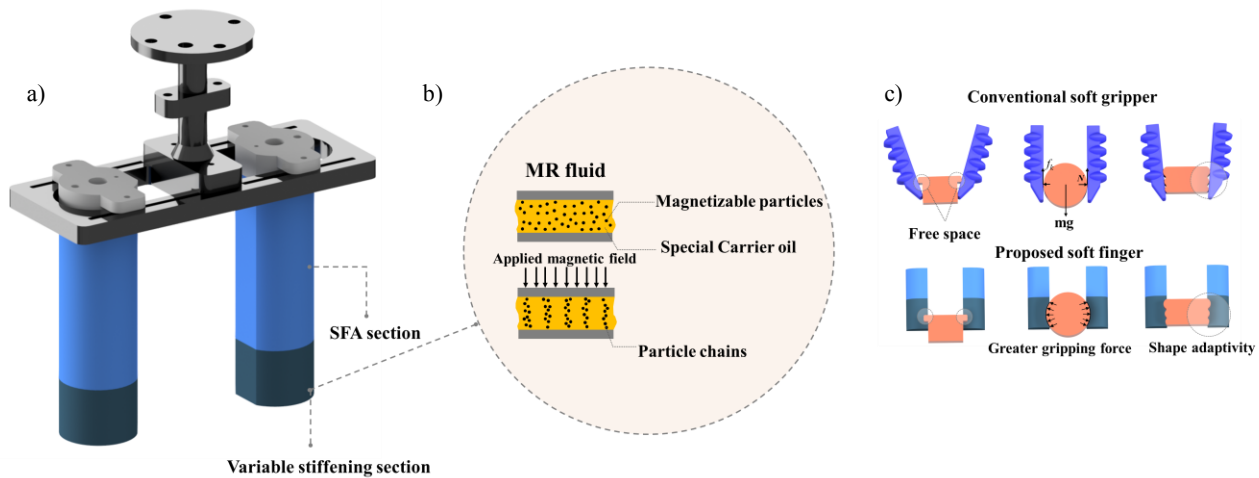 a)
SFA section
Variable stiffening section
b)
MR fluid
Magnetizable particles
Special Carrier oil
Applied magnetic field
Particle chains
c)
Conventional soft gripper
Free space
f
N
mg
Proposed soft finger
Greater gripping force
Shape adaptivity